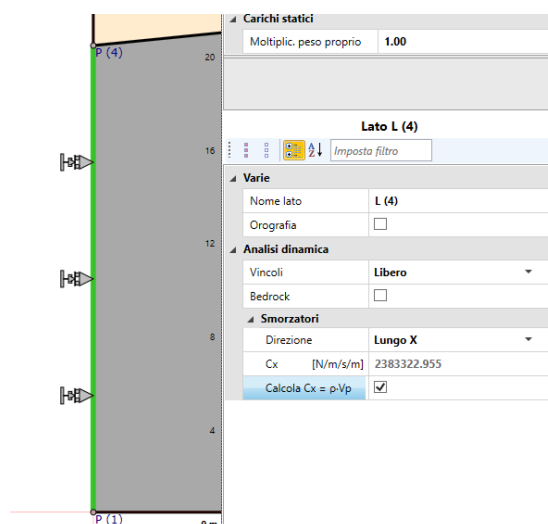 Carichi statici
Moltiplic. peso proprio 1.00
P (4)
20
16
12
8
4
0 m
P (1)
Lato L (4)
Imposta filtro
Varie
Nome lato L (4)
Orografia
Analisi dinamica
Vincoli Libero
Bedrock
Smorzatori
Direzione Lungo X
Cx [N/m/s/m] 2383322.955
Calcola Cx = ρ·Vp